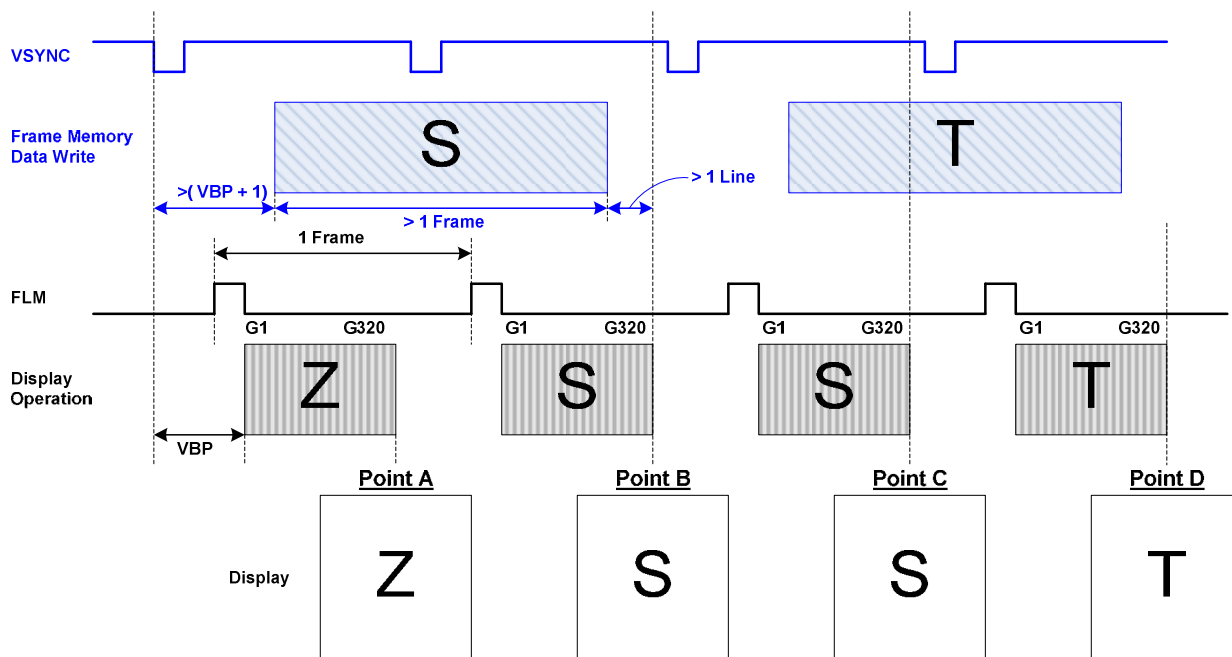 VSYNC
Frame Memory
Data Write
S
T
>( VBP + 1)
> 1 Frame
> 1 Line
1 Frame
FLM
G1
G320
G1
G320
G1
G320
G1
G320
Display
Operation
Z
S
S
T
VBP
Point A
Point B
Point C
Point D
Display
Z
S
S
T